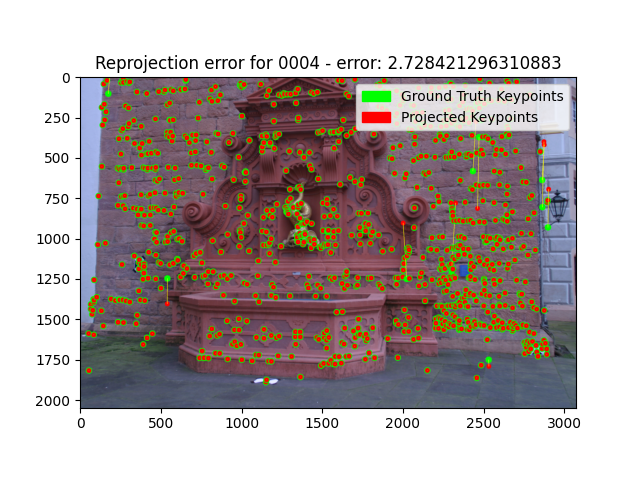 Reprojection error for 0004 - error: 2.728421296310883
Ground Truth Keypoints
Projected Keypoints
0
250
500
750
1000
1250
1500
1750
2000
0 500 1000 1500 2000 2500 3000